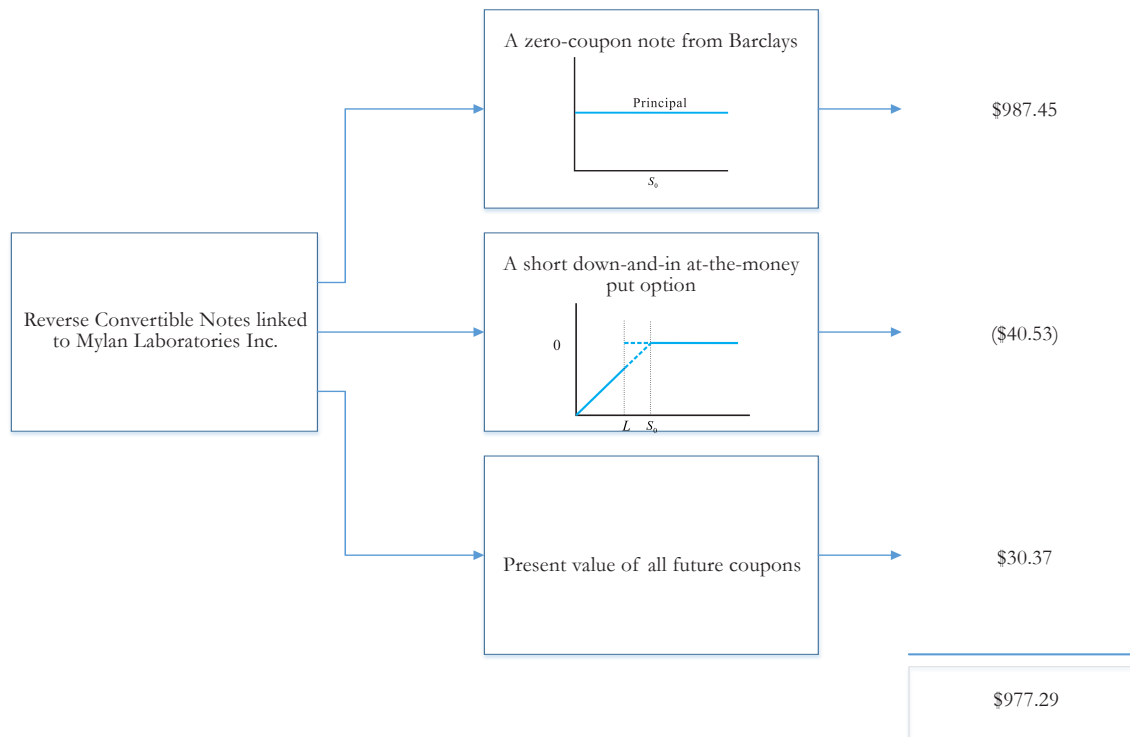 A zero-coupon note from Barclays
Principal
S₀
$987.45
Reverse Convertible Notes linked
to Mylan Laboratories Inc.
A short down-and-in at-the-money
put option
0
L S₀
($40.53)
Present value of all future coupons
$30.37
$977.29